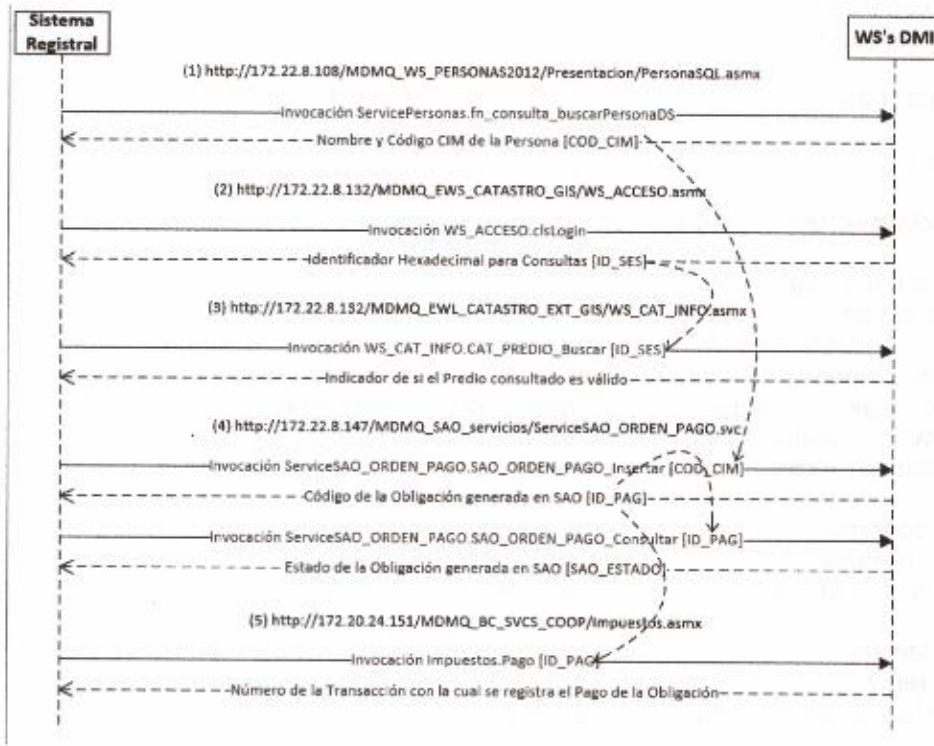 Sistema
Registral
WS's DMI
(1) http://172.22.8.108/MDMQ_WS_PERSONAS2012/Presentacion/PersonaSQL.asmx
Invocación ServicePersonas.fn_consulta_buscarPersonaDS
Nombre y Código CIM de la Persona [COD_CIM]
(2) http://172.22.8.132/MDMQ_EWS_CATASTRO_GIS/WS_ACCESO.asmx
Invocación WS_ACCESO.clsLogin
Identificador Hexadecimal para Consultas [ID_SES]
(3) http://172.22.8.132/MDMQ_EWL_CATASTRO_EXT_GIS/WS_CAT_INFO.asmx
Invocación WS_CAT_INFO.CAT_PREDIO_Buscar [ID_SES]
Indicador de si el Predio consultado es válido
(4) http://172.22.8.147/MDMQ_SAO_servicios/ServiceSAO_ORDEN_PAGO.svc
Invocación ServiceSAO_ORDEN_PAGO.SAO_ORDEN_PAGO_Insertar [COD_CIM]
Código de la Obligación generada en SAO [ID_PAG]
Invocación ServiceSAO_ORDEN_PAGO.SAO_ORDEN_PAGO_Consultar [ID_PAG]
Estado de la Obligación generada en SAO [SAO_ESTADO]
(5) http://172.20.24.151/MDMQ_BC_SVCS_COOP/Impuestos.asmx
Invocación Impuestos.Pago [ID_PAG]
Número de la Transacción con la cual se registra el Pago de la Obligación